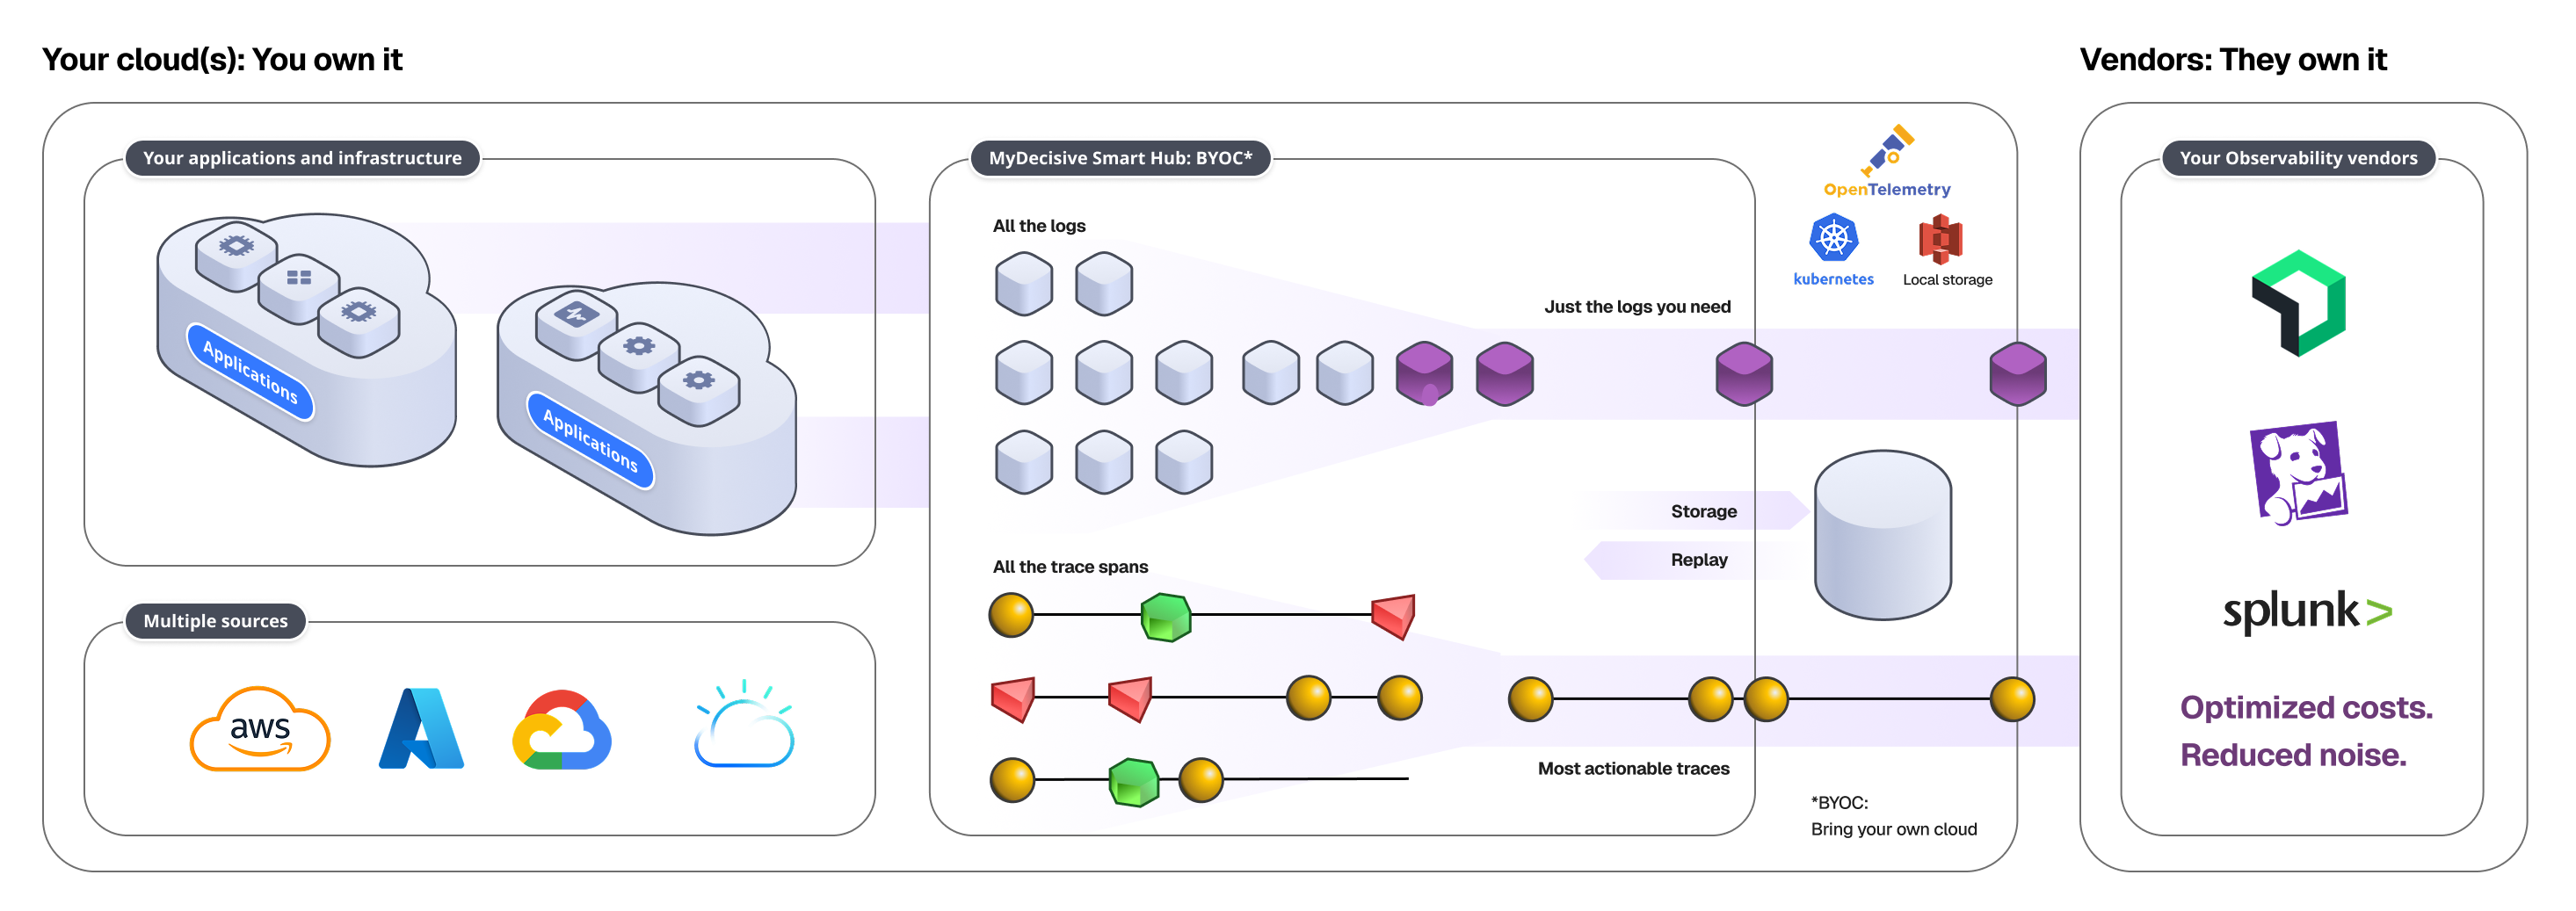 Your cloud(s): You own it
Vendors: They own it
Your applications and infrastructure
Applications
Applications
Multiple sources
aws
MyDecisive Smart Hub: BYOC*
All the logs
Just the logs you need
Storage
Replay
All the trace spans
Most actionable traces
OpenTelemetry
kubernetes
Local storage
*BYOC:
Bring your own cloud
Your Observability vendors
splunk>
Optimized costs.
Reduced noise.